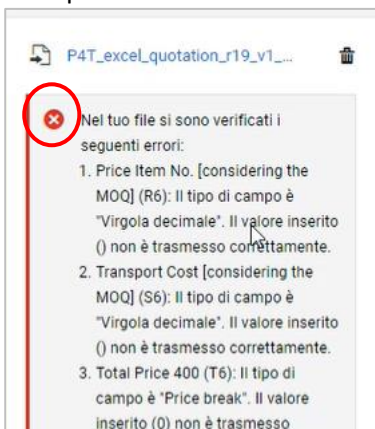 P4T_excel_quotation_r19_v1_...
Nel tuo file si sono verificati i
seguenti errori:
1. Price Item No. [considering the
MOQ] (R6): Il tipo di campo è
"Virgola decimale". Il valore inserito
() non è trasmesso correttamente.
2. Transport Cost [considering the
MOQ] (S6): Il tipo di campo è
"Virgola decimale". Il valore inserito
() non è trasmesso correttamente.
3. Total Price 400 (T6): Il tipo di
campo è "Price break". Il valore
inserito (0) non è trasmesso